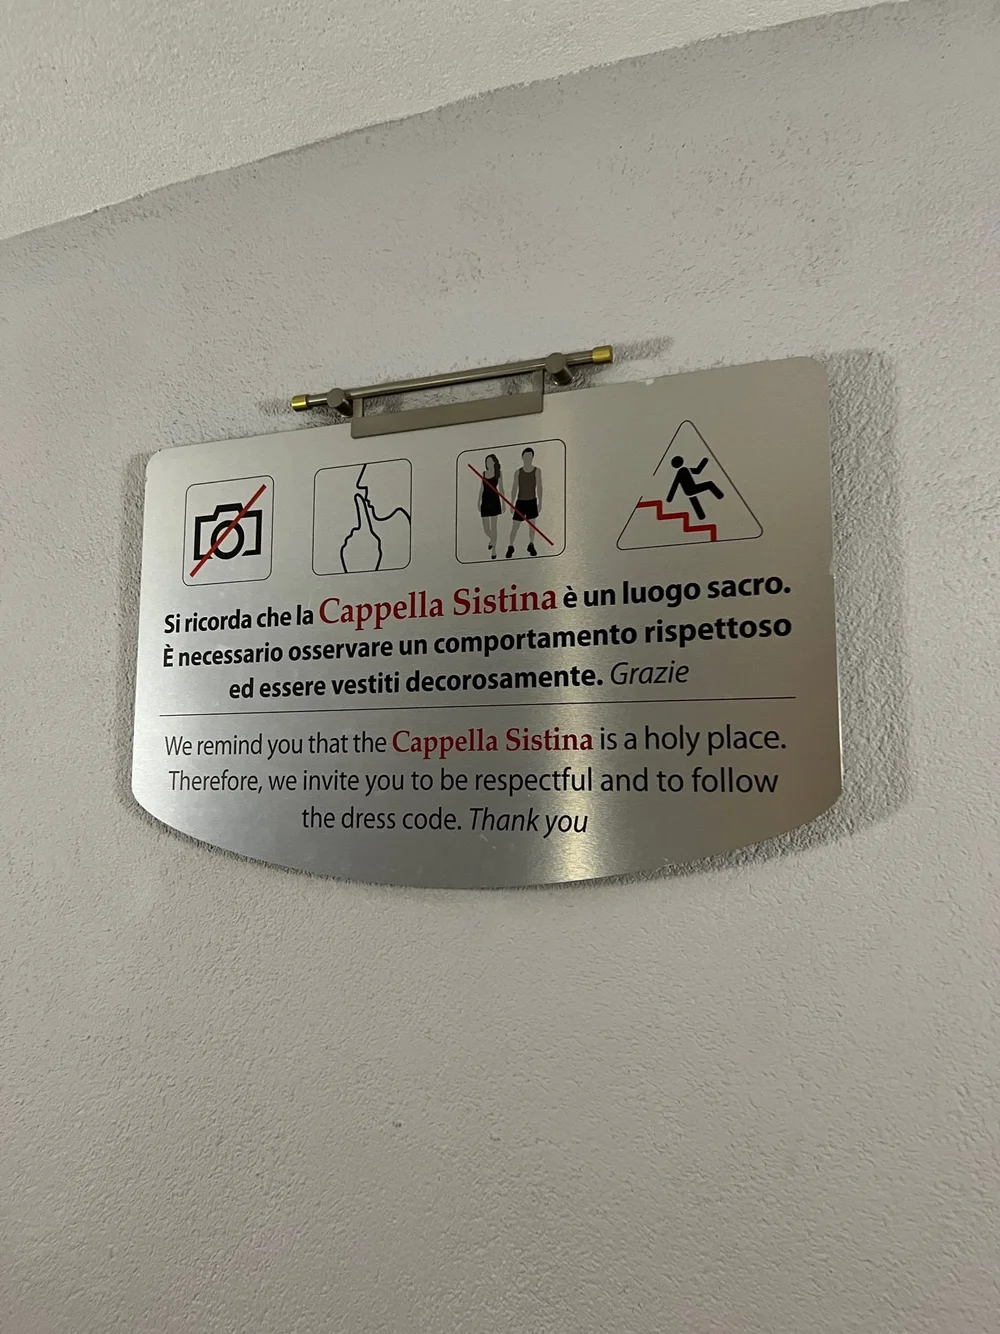 Si ricorda che la Cappella Sistina è un luogo sacro.
È necessario osservare un comportamento rispettoso
ed essere vestiti decorosamente. Grazie
We remind you that the Cappella Sistina is a holy place.
Therefore, we invite you to be respectful and to follow
the dress code. Thank you